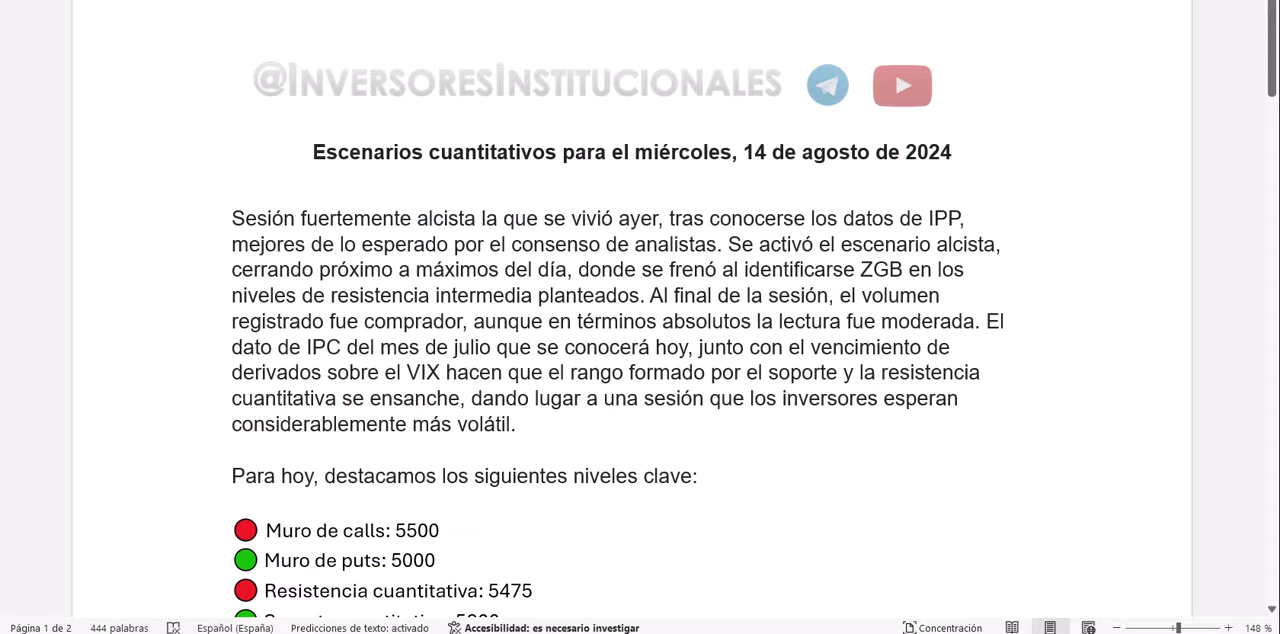 @InversoresInstitucionales
Escenarios cuantitativos para el miércoles, 14 de agosto de 2024
Sesión fuertemente alcista la que se vivió ayer, tras conocerse los datos de IPP,
mejores de lo esperado por el consenso de analistas. Se activó el escenario alcista,
cerrando próximo a máximos del día, donde se frenó al identificarse ZGB en los
niveles de resistencia intermedia planteados. Al final de la sesión, el volumen
registrado fue comprador, aunque en términos absolutos la lectura fue moderada. El
dato de IPC del mes de julio que se conocerá hoy, junto con el vencimiento de
derivados sobre el VIX hacen que el rango formado por el soporte y la resistencia
cuantitativa se ensanche, dando lugar a una sesión que los inversores esperan
considerablemente más volátil.
Para hoy, destacamos los siguientes niveles clave:
Muro de calls: 5500
Muro de puts: 5000
Resistencia cuantitativa: 5475
Página 1 de 2 444 palabras Español (España) Predicciones de texto: activado Accesibilidad: es necesario investigar Concentración 148 %